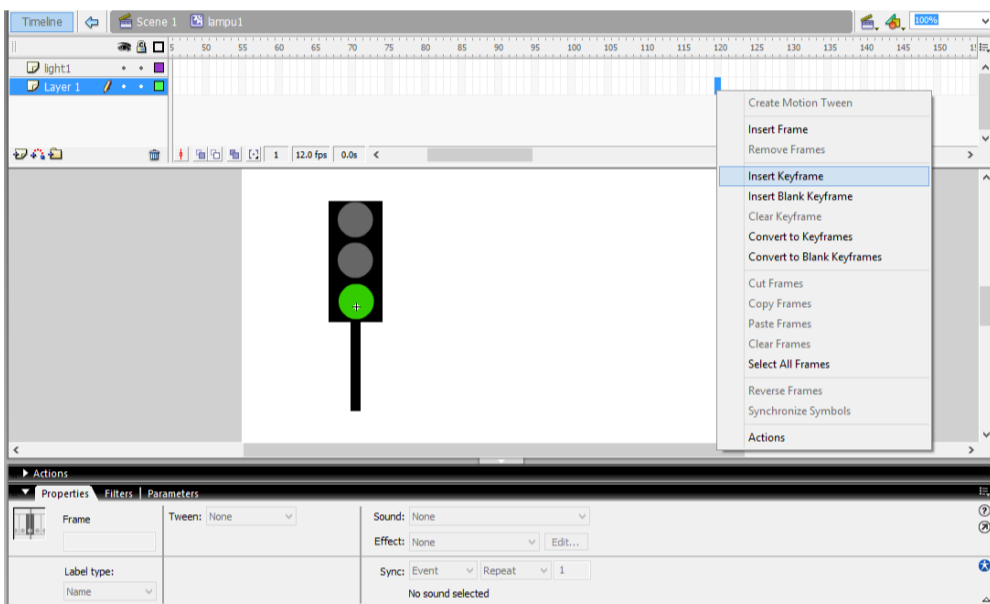 Timeline Scene 1 lampu1 100%
5 50 55 60 65 70 75 80 85 90 95 100 105 110 115 120 125 130 135 140 145 150 1
light1
Layer 1
1 12.0 fps 0.0s
Create Motion Tween
Insert Frame
Remove Frames
Insert Keyframe
Insert Blank Keyframe
Clear Keyframe
Convert to Keyframes
Convert to Blank Keyframes
Cut Frames
Copy Frames
Paste Frames
Clear Frames
Select All Frames
Reverse Frames
Synchronize Symbols
Actions
Actions
Properties Filters Parameters
Frame Tween: None Sound: None
Effect: None Edit...
Label type: Sync: Event Repeat 1
Name No sound selected